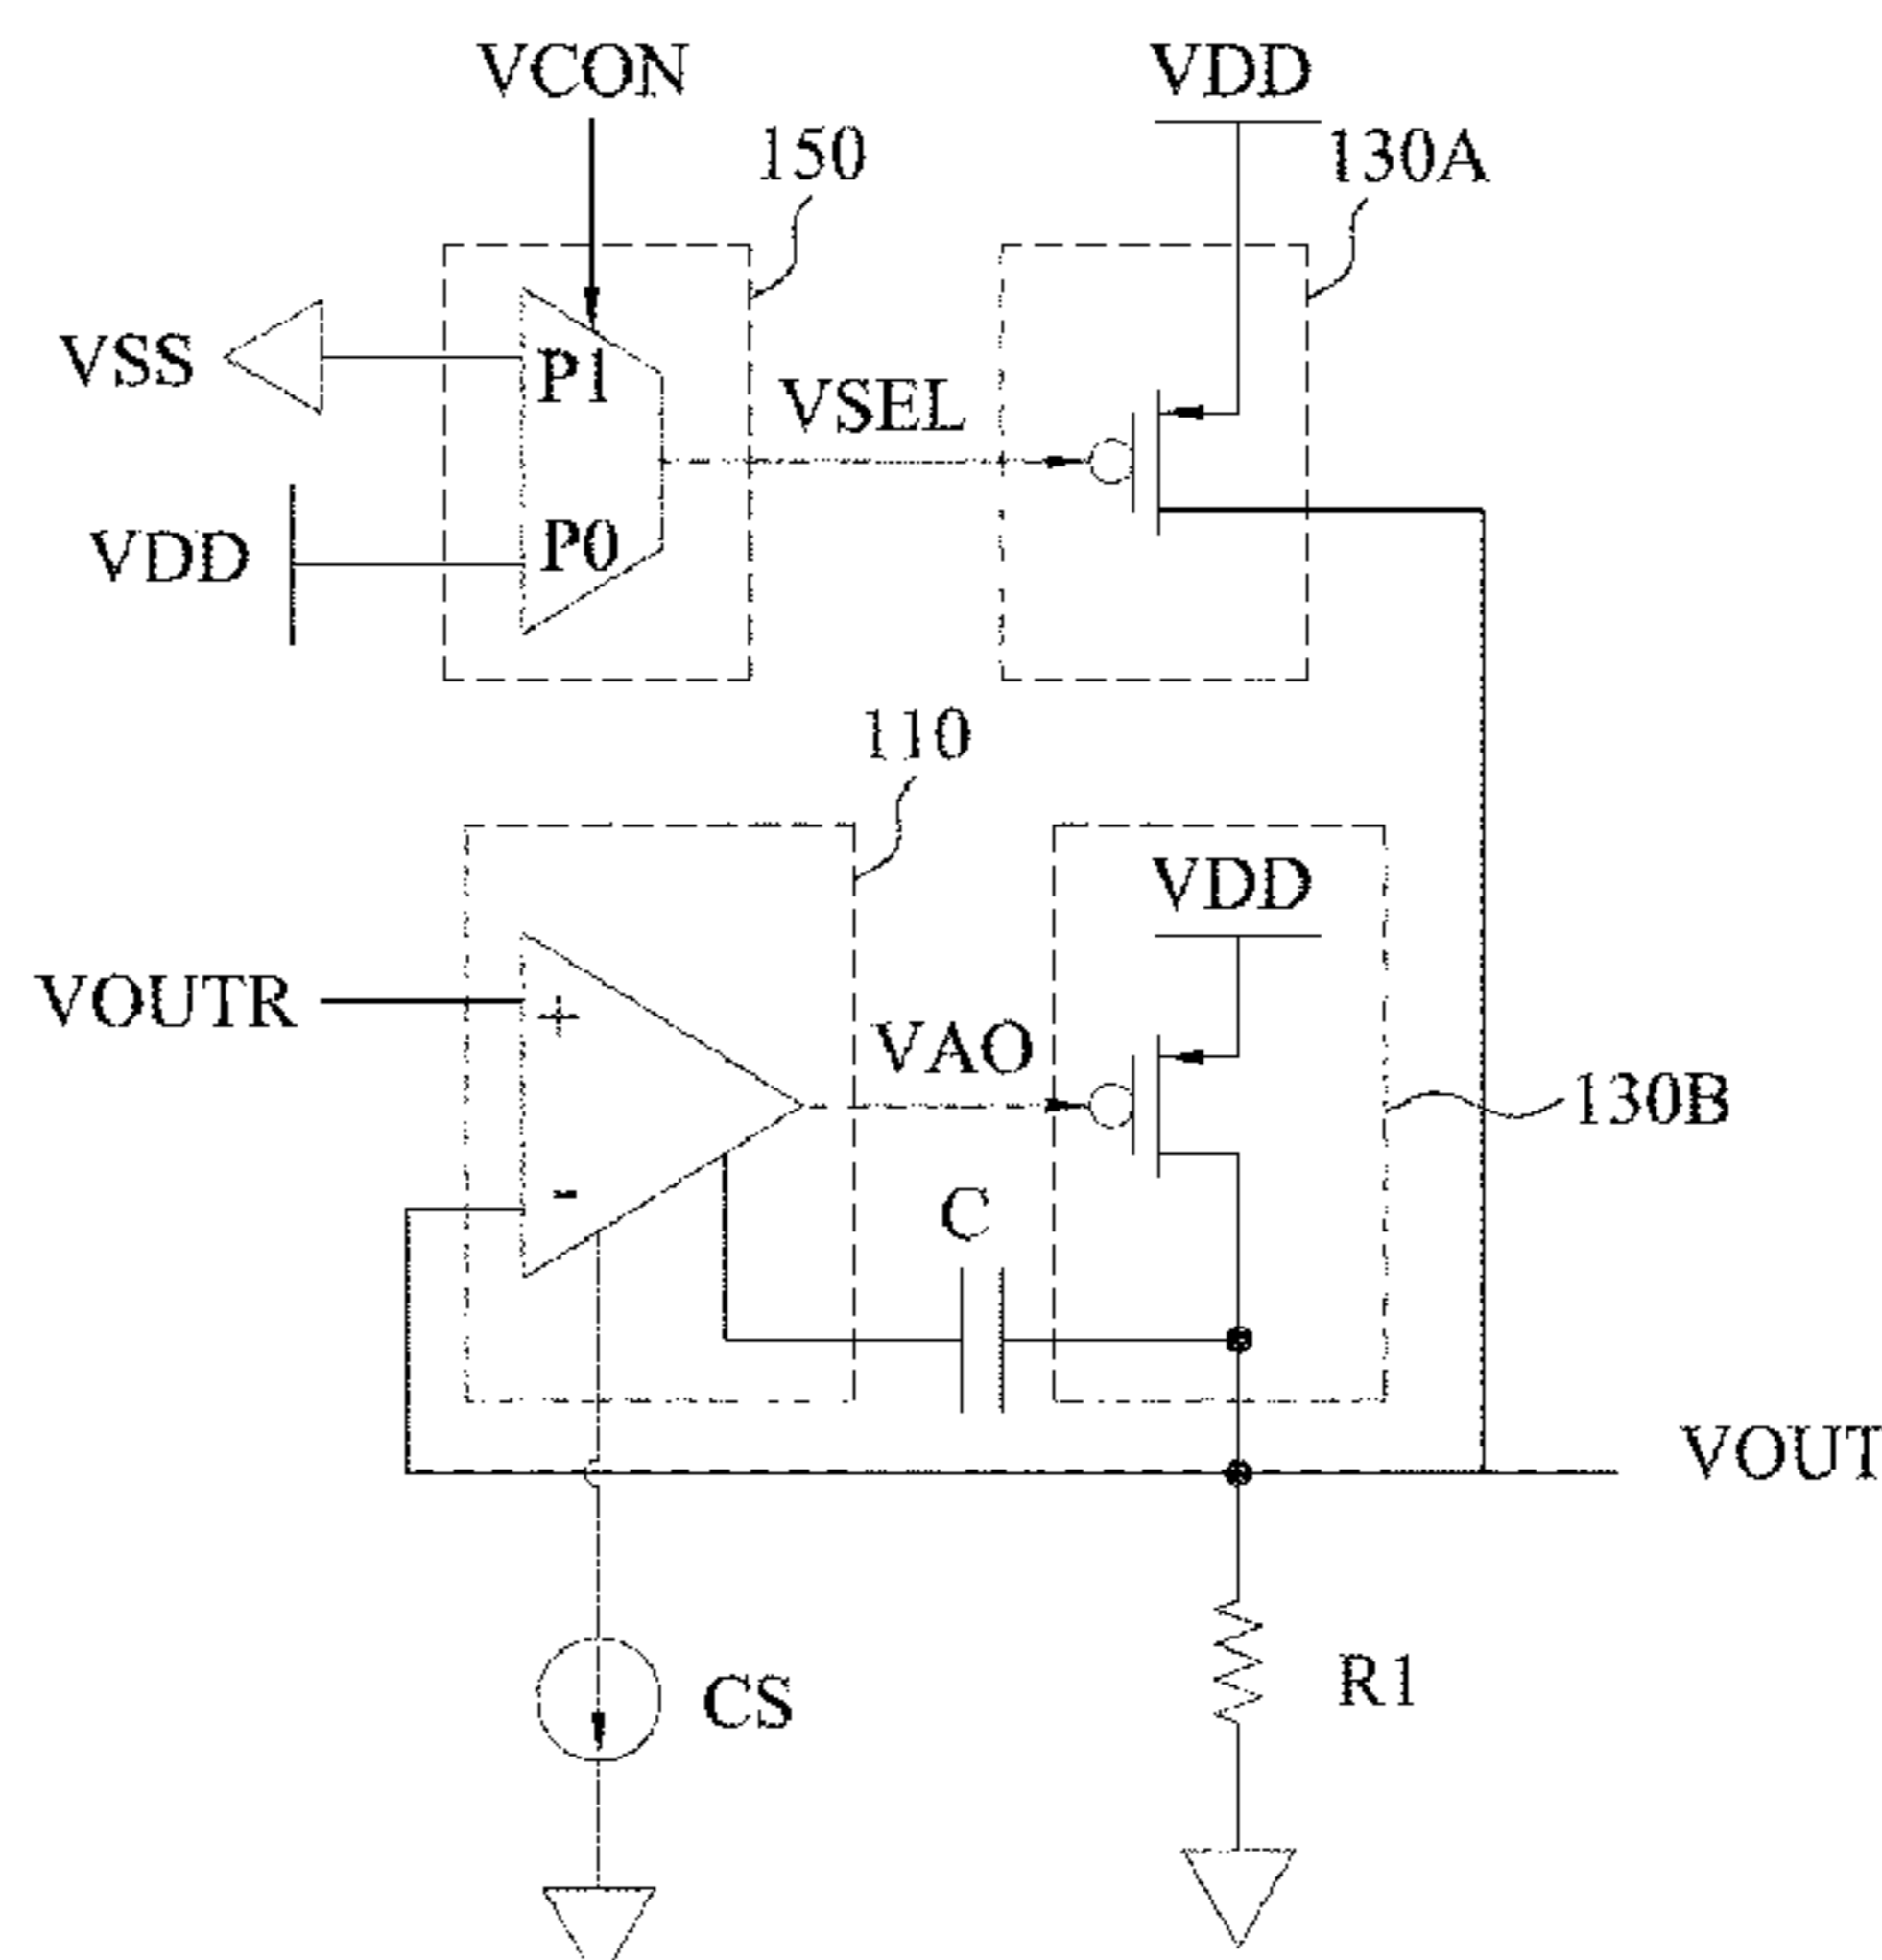 VCON
VDD
150
130A
VSS
P1
VSEL
VDD
P0
110
VDD
VOUTR
+
VAO
130B
-
C
VOUT
CS
R1